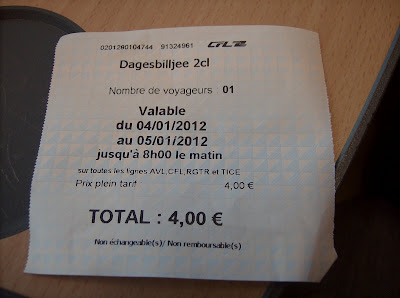 0201280104744 91324961 CFL
Dagesbilljee 2cl
Nombre de voyageurs : 01
Valable
du 04/01/2012
au 05/01/2012
jusqu'à 8h00 le matin
sur toutes les lignes AVL,CFL,RGTR et TICE
Prix plein tarif 4,00 €
TOTAL : 4,00 €
Non échangeable(s)/ Non remboursable(s)